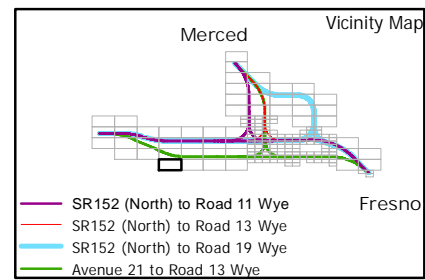 Vicinity Map
Merced
SR152 (North) to Road 11 Wye
Fresno
SR152 (North) to Road 13 Wye
SR152 (North) to Road 19 Wye
Avenue 21 to Road 13 Wye